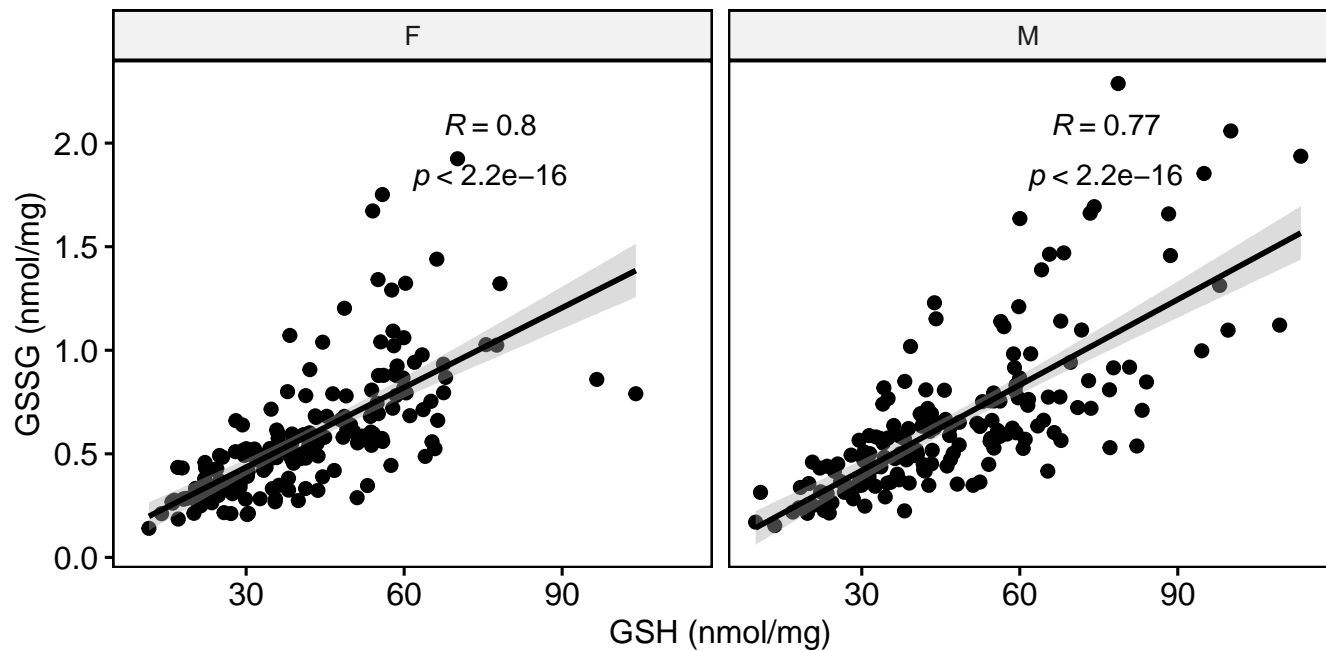 F
M
R = 0.8
p < 2.2e−16
R = 0.77
p < 2.2e−16
2.0
1.5
1.0
0.5
0.0
GSSG (nmol/mg)
30
60
90
30
60
90
GSH (nmol/mg)